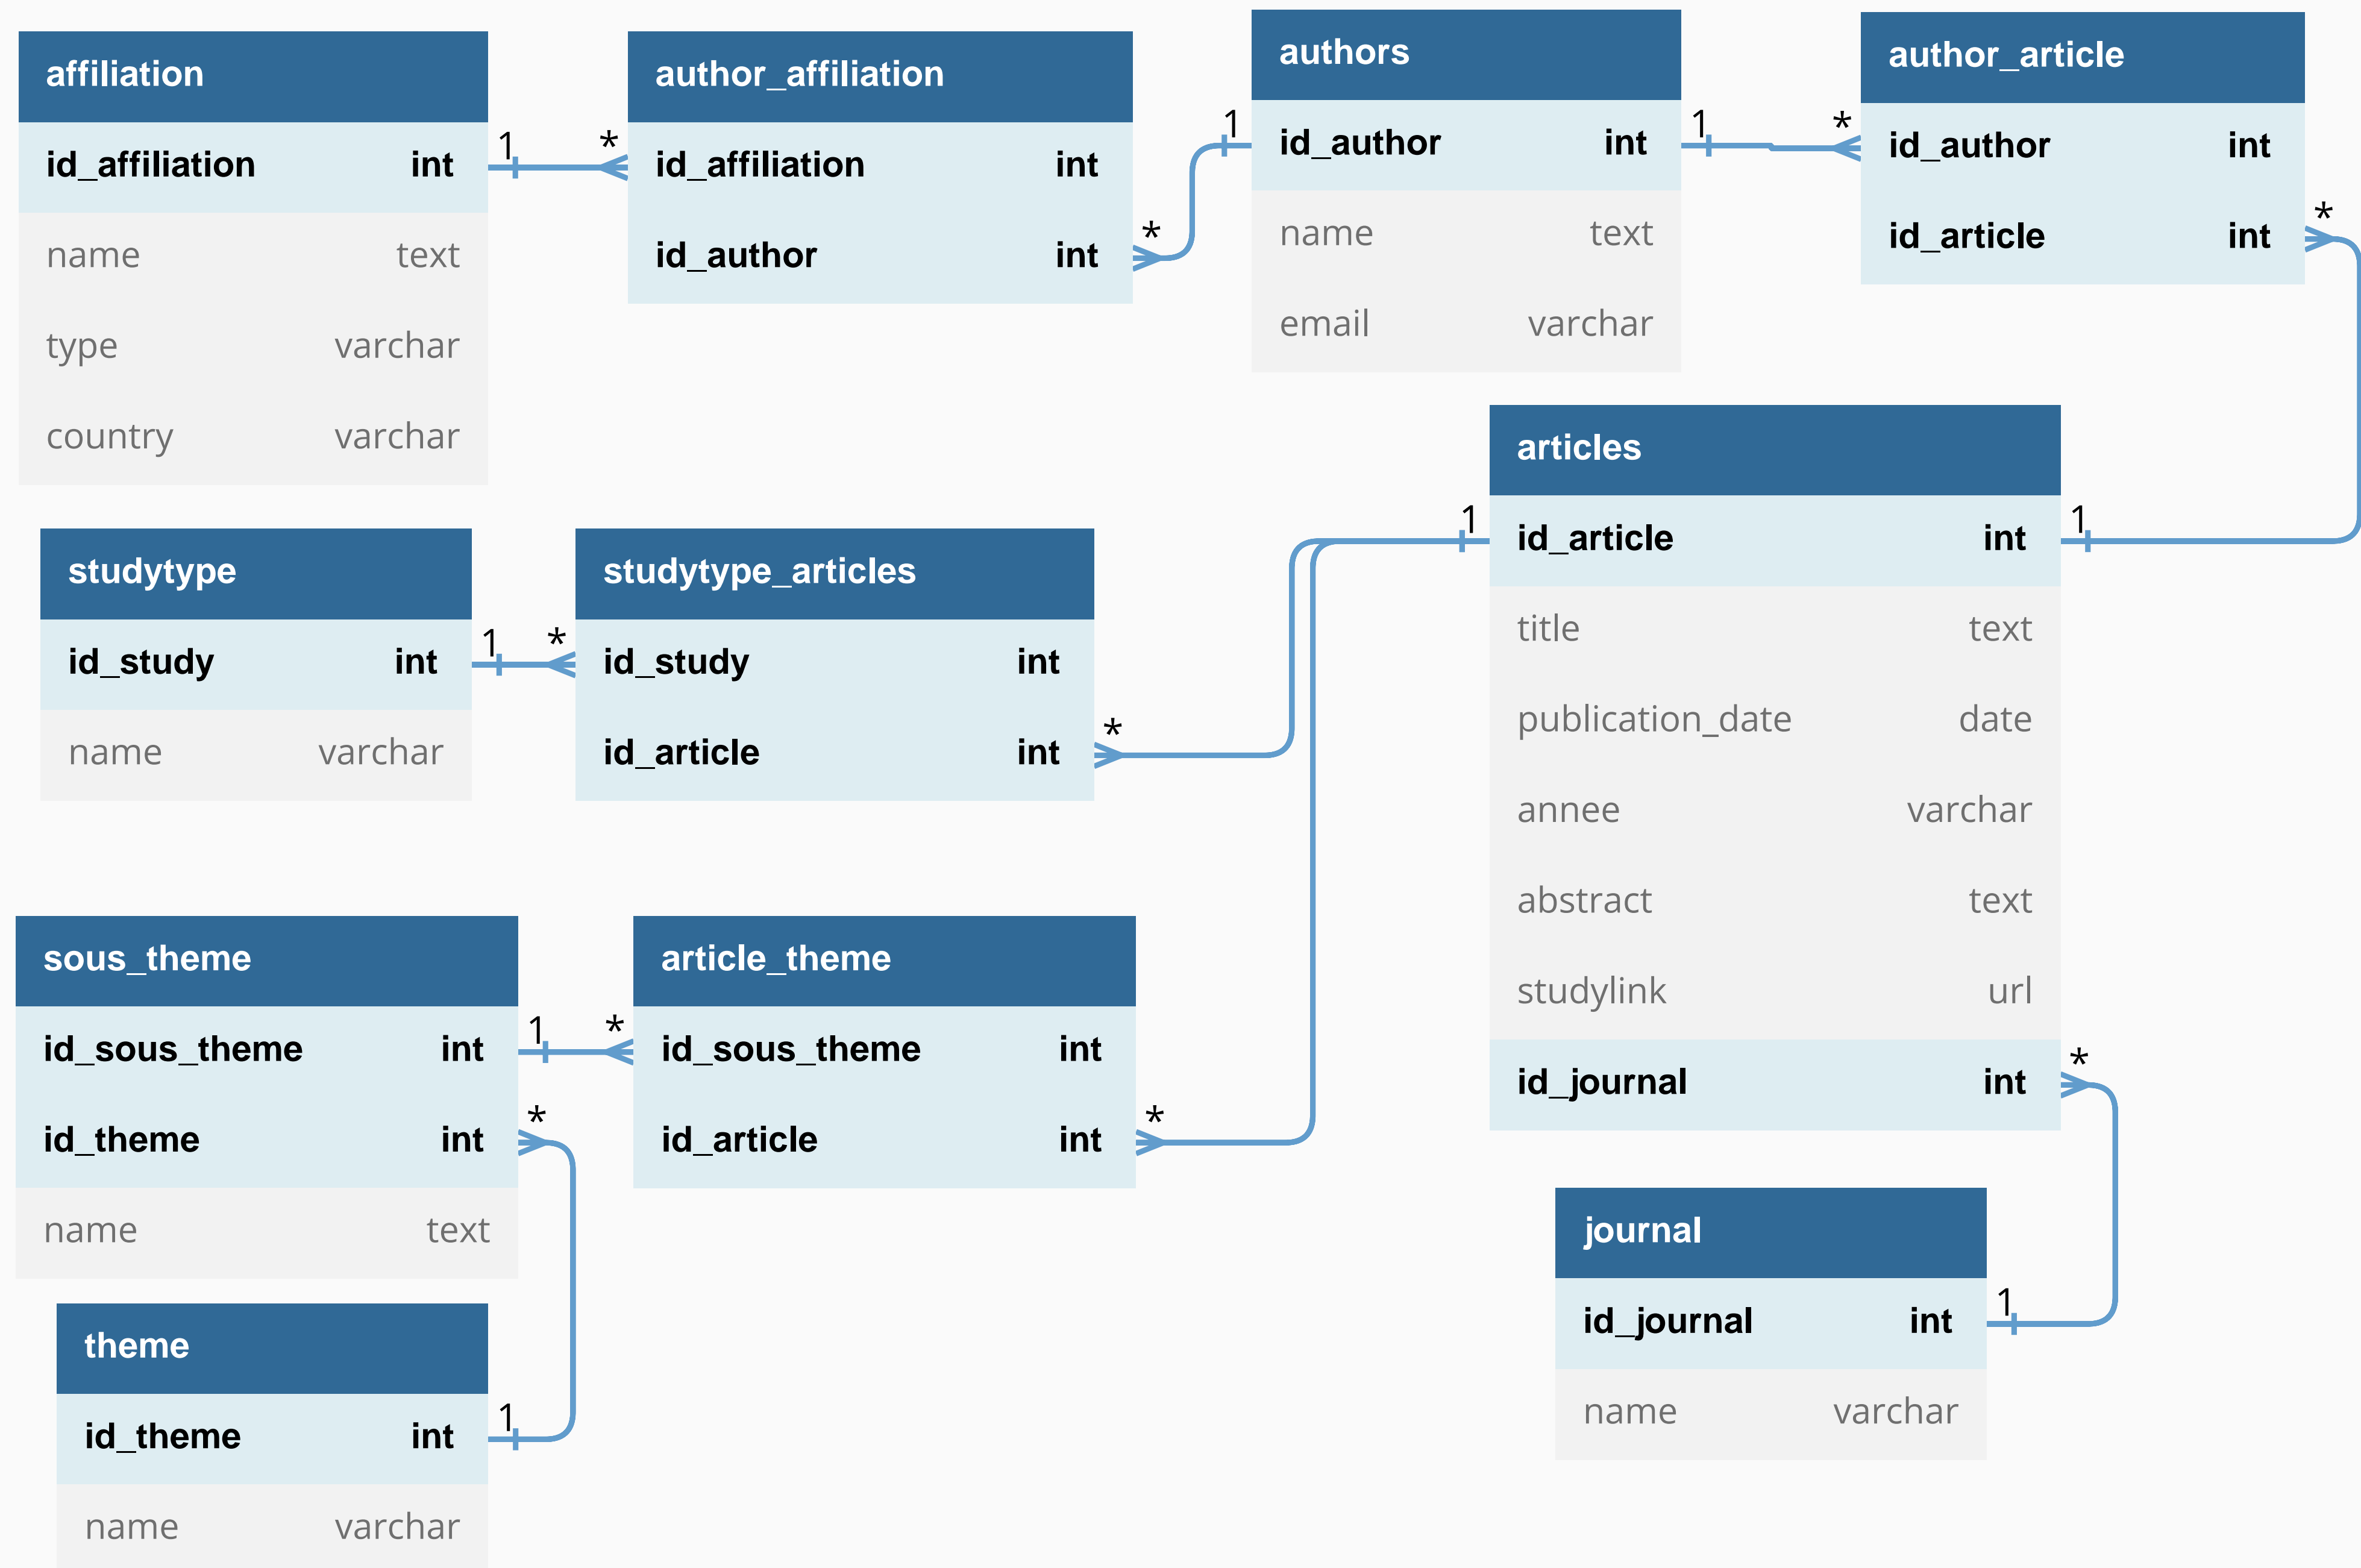 affiliation
id_affiliation int
name text
type varchar
country varchar
1 *
author_affiliation
id_affiliation int
id_author int
* 1
authors
id_author int
name text
email varchar
1 *
author_article
id_author int
id_article int
*
articles
1 id_article int 1
title text
publication_date date
annee varchar
abstract text
studylink url
id_journal int *
studytype
id_study int
name varchar
1 *
studytype_articles
id_study int
id_article int *
sous_theme
id_sous_theme int
id_theme int *
name text
1 *
article_theme
id_sous_theme int
id_article int *
journal
id_journal int 1
name varchar
theme
id_theme int 1
name varchar